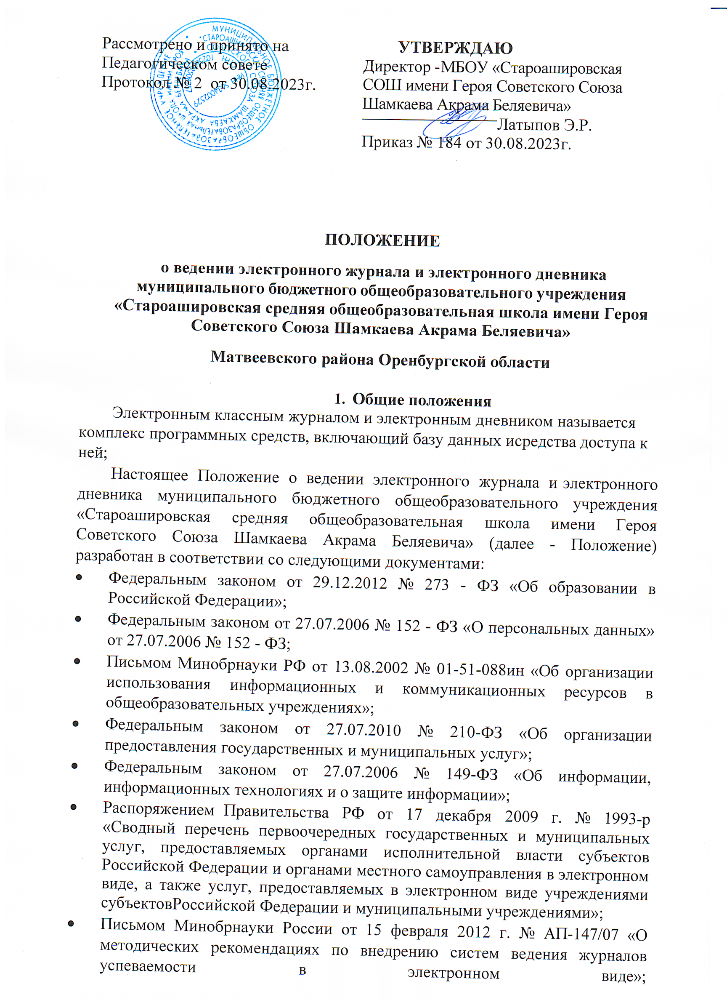 Рассмотрено и принято на
Педагогическом совете
Протокол № 2 от 30.08.2023г.
УТВЕРЖДАЮ
Директор -МБОУ «Староашировская
СОШ имени Героя Советского Союза
Шамкаева Акрама Беляевича»
Латыпов Э.Р.
Приказ № 184 от 30.08.2023г.
ПОЛОЖЕНИЕ
о ведении электронного журнала и электронного дневника
муниципального бюджетного общеобразовательного учреждения
«Староашировская средняя общеобразовательная школа имени Героя
Советского Союза Шамкаева Акрама Беляевича»
Матвеевского района Оренбургской области
1. Общие положения
Электронным классным журналом и электронным дневником называется
комплекс программных средств, включающий базу данных исредства доступа к
ней;
Настоящее Положение о ведении электронного журнала и электронного
дневника муниципального бюджетного общеобразовательного учреждения
«Староашировская средняя общеобразовательная школа имени Героя
Советского Союза Шамкаева Акрама Беляевича» (далее - Положение)
разработан в соответствии со следующими документами:
• Федеральным законом от 29.12.2012 № 273 - ФЗ «Об образовании в
Российской Федерации»;
• Федеральным законом от 27.07.2006 № 152 - ФЗ «О персональных данных»
от 27.07.2006 № 152 - ФЗ;
• Письмом Минобрнауки РФ от 13.08.2002 № 01-51-088ин «Об организации
использования информационных и коммуникационных ресурсов в
общеобразовательных учреждениях»;
• Федеральным законом от 27.07.2010 № 210-ФЗ «Об организации
предоставления государственных и муниципальных услуг»;
• Федеральным законом от 27.07.2006 № 149-ФЗ «Об информации,
информационных технологиях и о защите информации»;
• Распоряжением Правительства РФ от 17 декабря 2009 г. № 1993-р
«Сводный перечень первоочередных государственных и муниципальных
услуг, предоставляемых органами исполнительной власти субъектов
Российской Федерации и органами местного самоуправления в электронном
виде, а также услуг, предоставляемых в электронном виде учреждениями
субъектовРоссийской Федерации и муниципальными учреждениями»;
• Письмом Минобрнауки России от 15 февраля 2012 г. № АП-147/07 «О
методических рекомендациях по внедрению систем ведения журналов
успеваемости в электронном виде»;